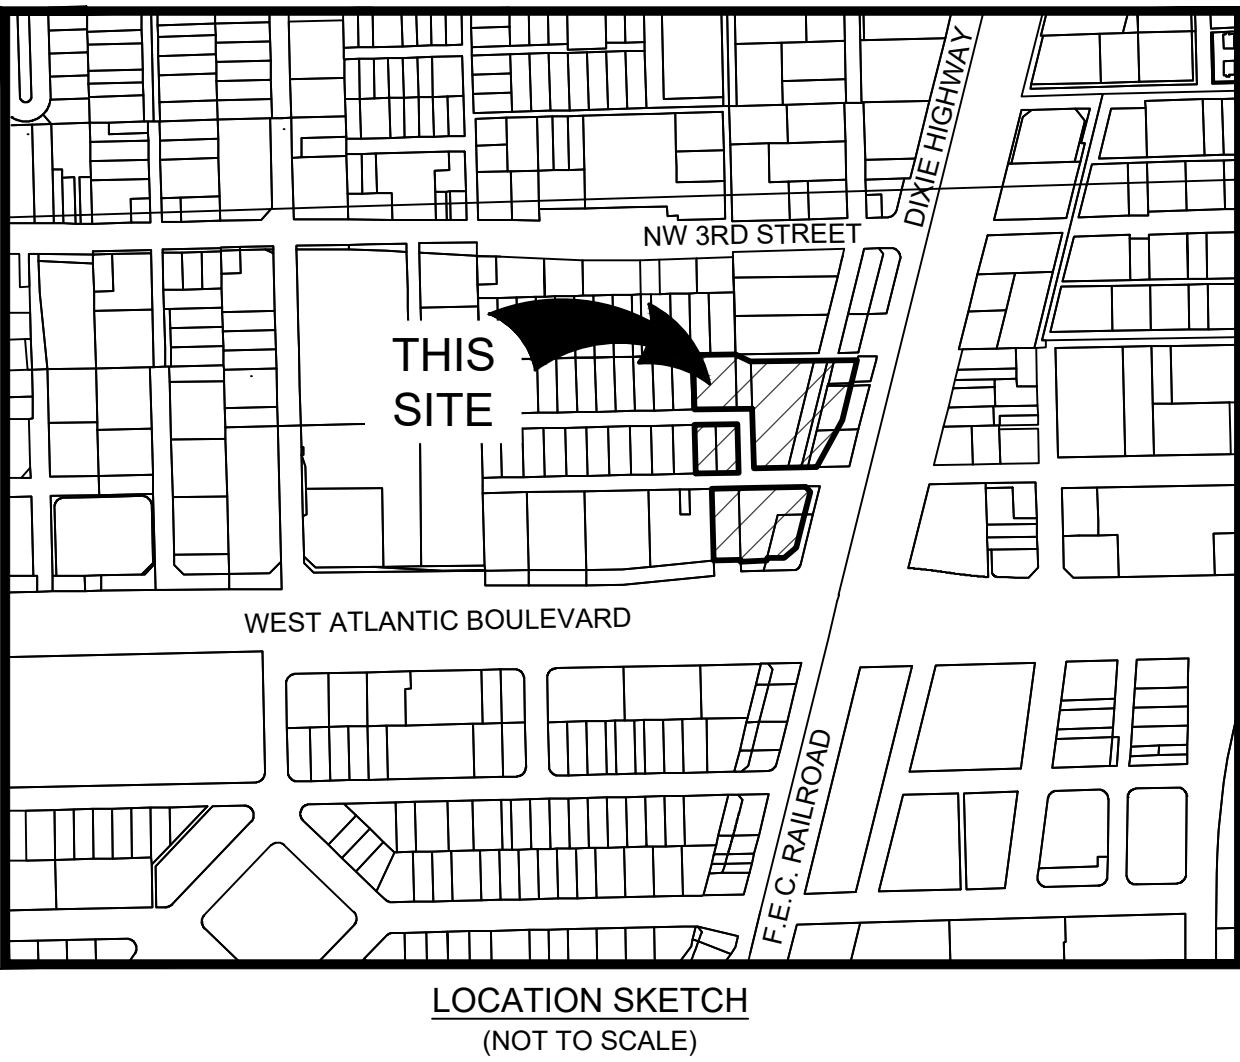 DIXIE HIGHWAY
NW 3RD STREET
THIS
SITE
WEST ATLANTIC BOULEVARD
F.E.C. RAILROAD
LOCATION SKETCH
(NOT TO SCALE)